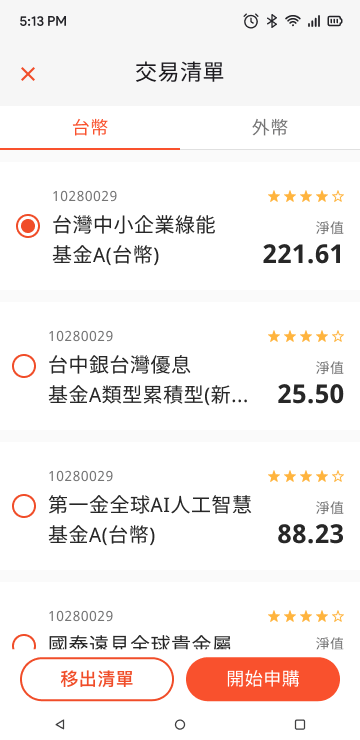 5:13 PM
交易清單
台幣
外幣
10280029
台灣中小企業綠能
基金A(台幣)
淨值
221.61
10280029
台中銀台灣優息
基金A類型累積型(新...
淨值
25.50
10280029
第一金全球AI人工智慧
基金A(台幣)
淨值
88.23
10280029
國泰遠見全球貴金屬
淨值
移出清單
開始申購